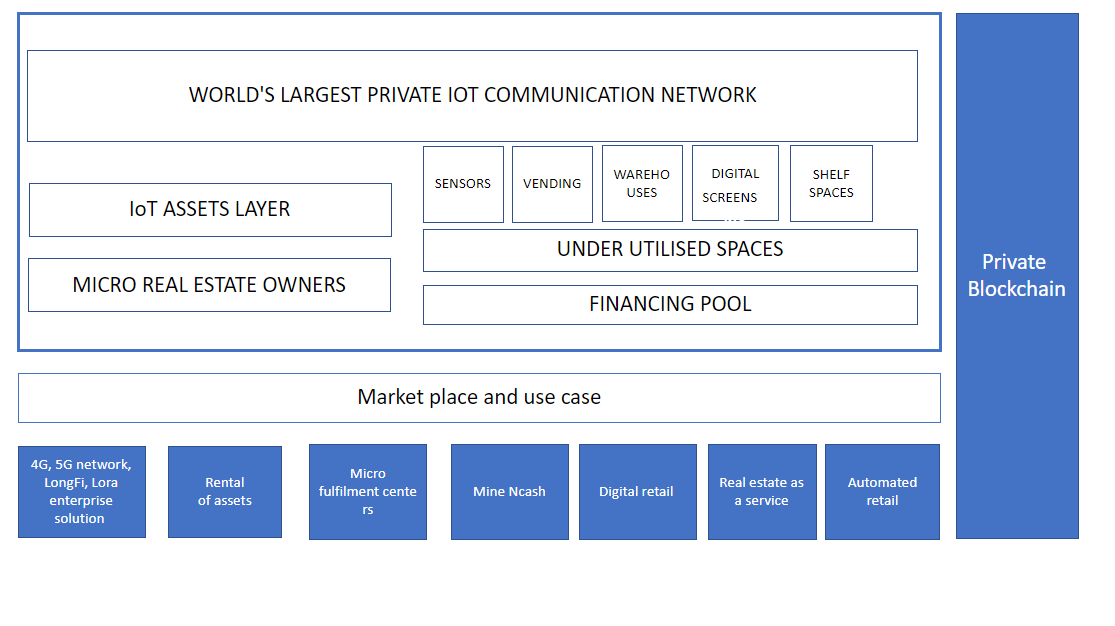 WORLD'S LARGEST PRIVATE IOT COMMUNICATION NETWORK
SENSORS
VENDING
WAREHO
USES
DIGITAL
SCREENS
SHELF
SPACES
IoT ASSETS LAYER
UNDER UTILISED SPACES
MICRO REAL ESTATE OWNERS
FINANCING POOL
Private
Blockchain
Market place and use case
4G, 5G network,
LongFi, Lora
enterprise
solution
Rental
of assets
Micro
fulfilment cente
rs
Mine Ncash
Digital retail
Real estate as
a service
Automated
retail